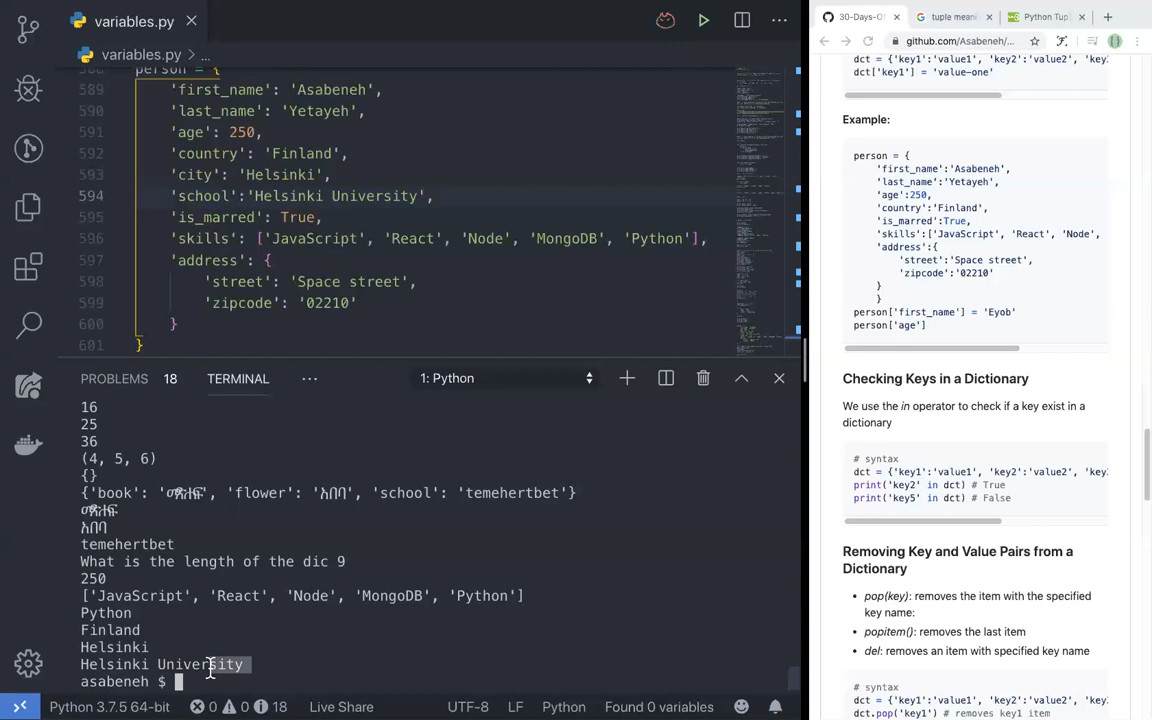 variables.py
variables.py > ...
person = {
589 'first_name': 'Asabeneh',
590 'last_name': 'Yetayeh',
591 'age': 250,
592 'country': 'Finland',
593 'city': 'Helsinki',
594 'school':'Helsinki University',
595 'is_marred': True,
596 'skills': ['JavaScript', 'React', 'Node', 'MongoDB', 'Python'],
597 'address': {
598 'street': 'Space street',
599 'zipcode': '02210'
600 }
601 }
PROBLEMS 18 TERMINAL ... 1: Python
16
25
36
(4, 5, 6)
{}
{'book': 'መጽሐፍ', 'flower': 'አበባ', 'school': 'temehertbet'}
መጽሐፍ
አበባ
temehertbet
What is the length of the dic 9
250
['JavaScript', 'React', 'Node', 'MongoDB', 'Python']
Python
Finland
Helsinki
Helsinki University
asabeneh $
Python 3.7.5 64-bit 0 0 18 Live Share UTF-8 LF Python Found 0 variables
30-Days-O tuple meani Python Tupl
github.com/Asabeneh/...
dct = {'key1':'value1', 'key2':'value2', 'key
dct['key1'] = 'value-one'
Example:
person = {
'first_name':'Asabeneh',
'last_name':'Yetayeh',
'age':250,
'country':'Finland',
'is_marred':True,
'skills':['JavaScript', 'React', 'Node',
'address':{
'street':'Space street',
'zipcode':'02210'
}
}
person['first_name'] = 'Eyob'
person['age']
Checking Keys in a Dictionary
We use the in operator to check if a key exist in a
dictionary
# syntax
dct = {'key1':'value1', 'key2':'value2', 'key
print('key2' in dct) # True
print('key5' in dct) # False
Removing Key and Value Pairs from a
Dictionary
• pop(key): removes the item with the specified
key name:
• popitem(): removes the last item
• del: removes an item with specified key name
# syntax
dct = {'key1':'value1', 'key2':'value2', 'key
dct.pop('key1') # removes key1 item